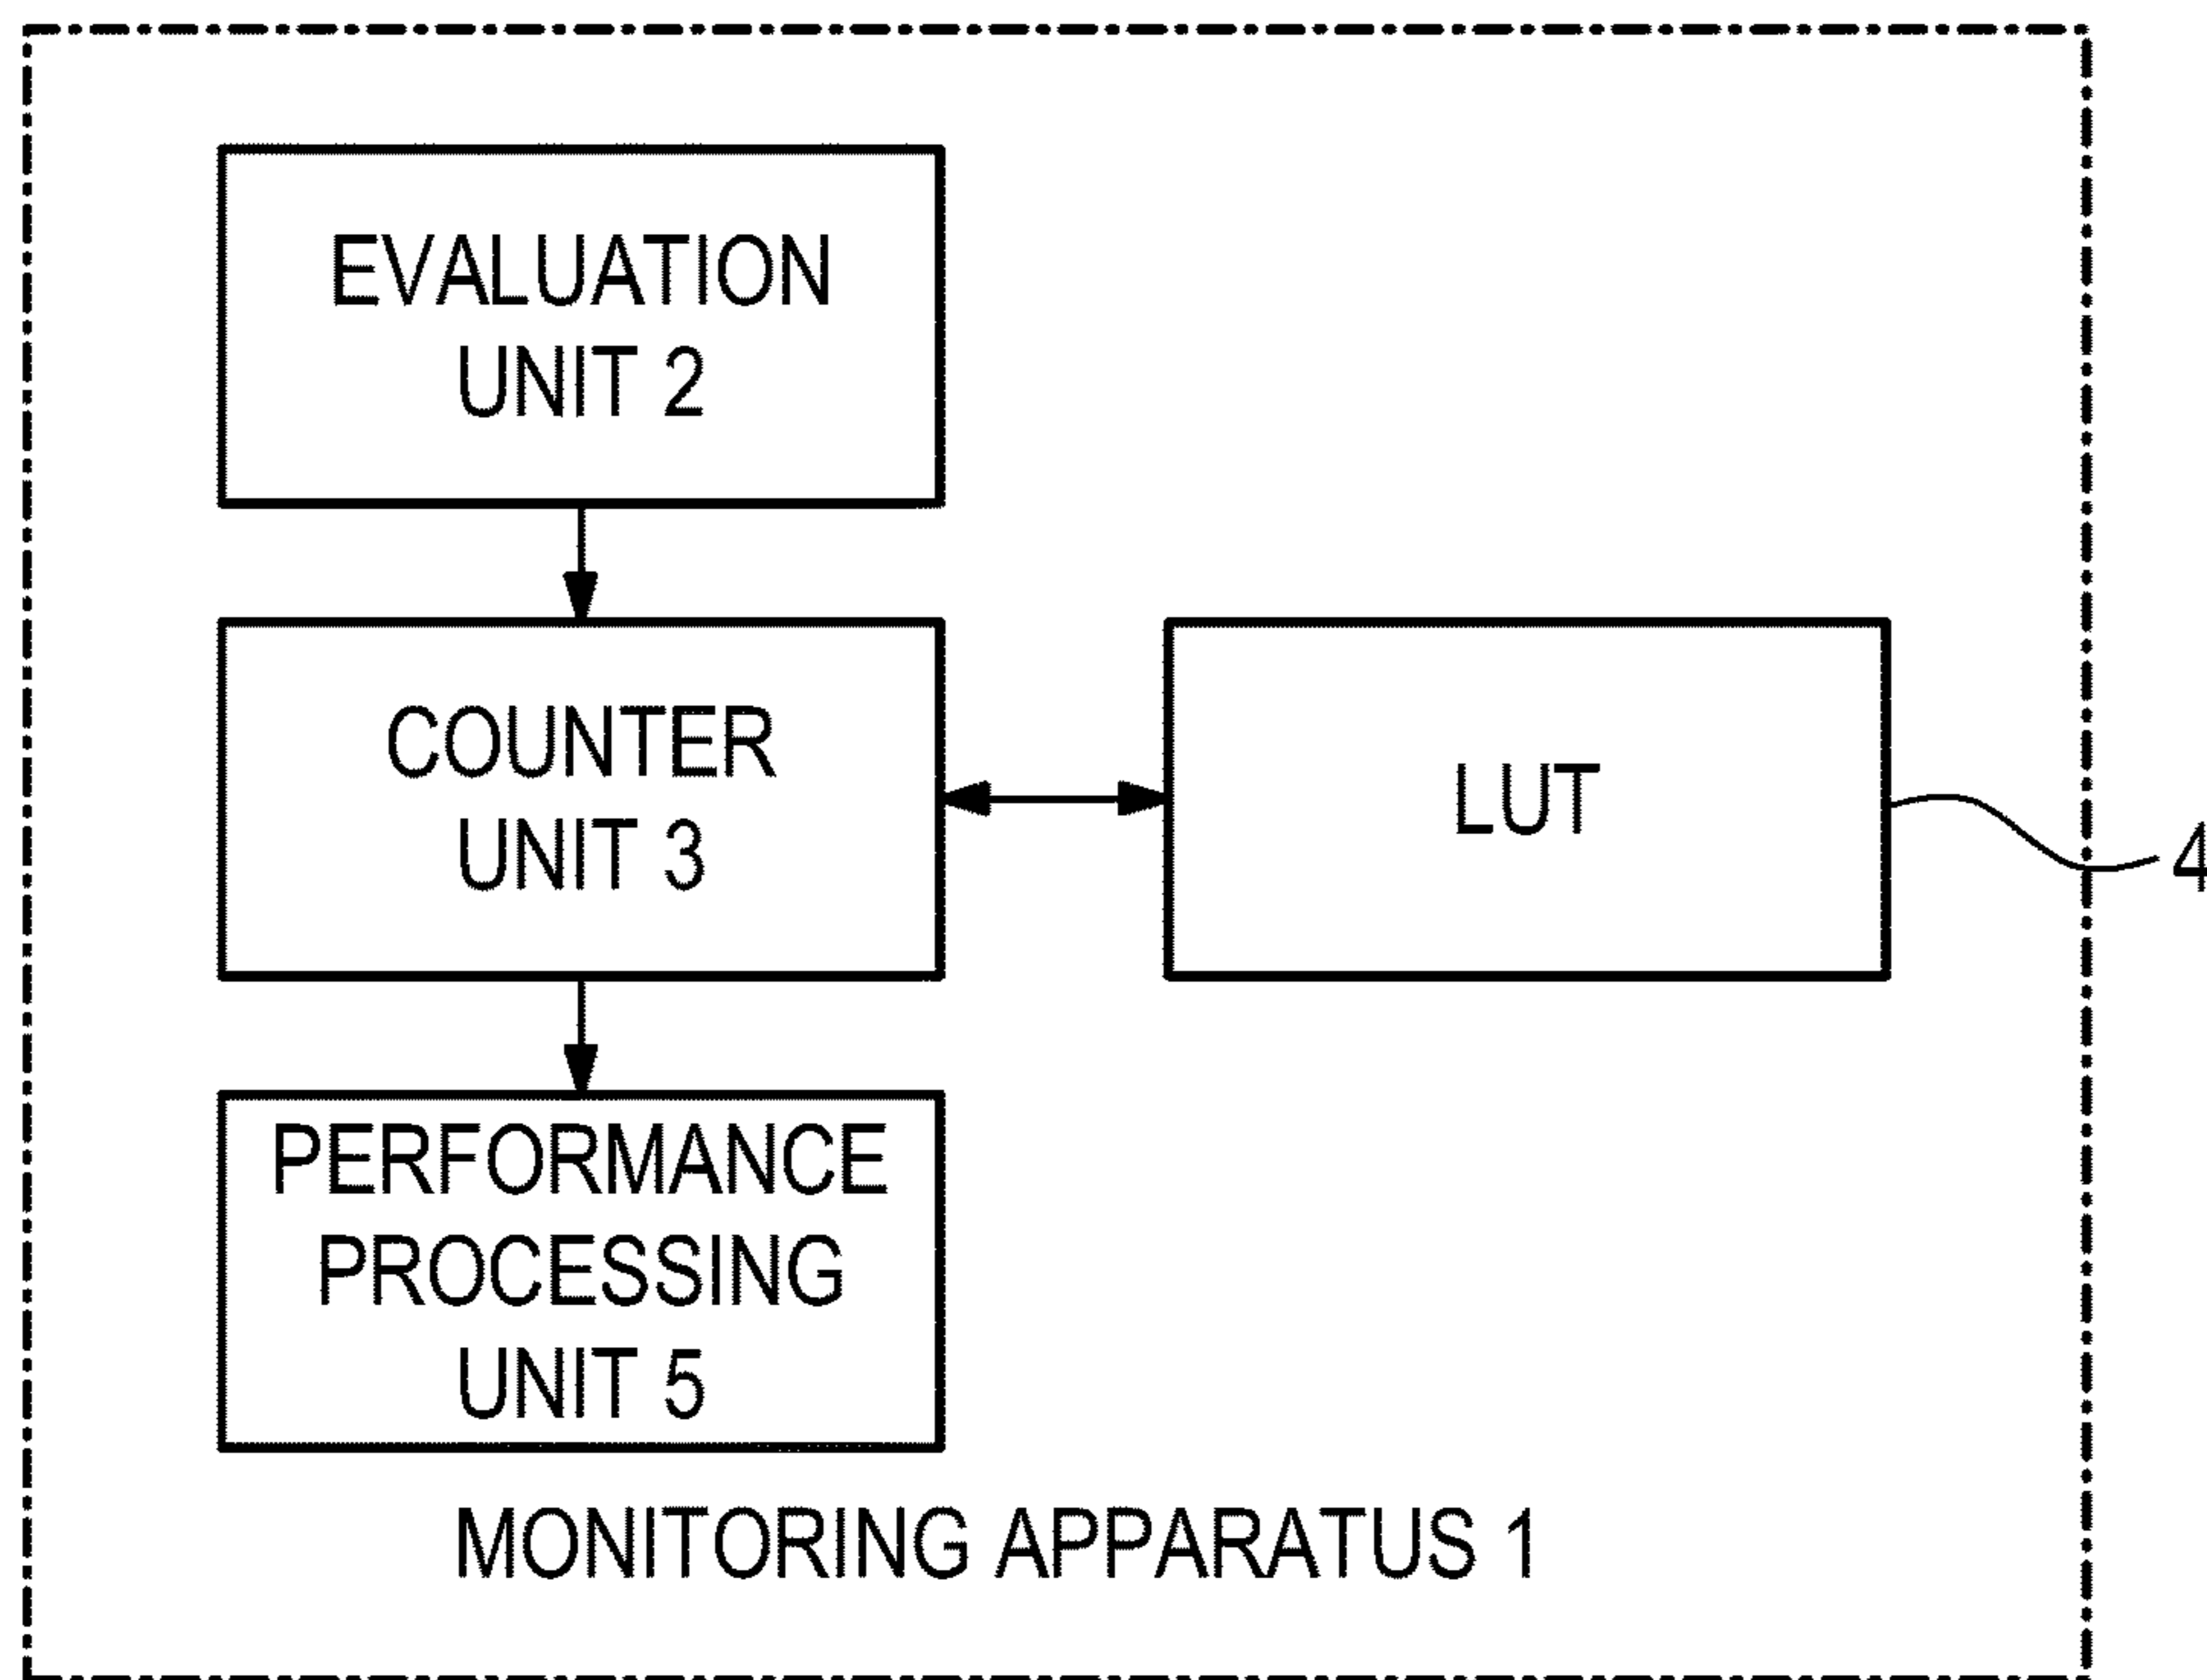 EVALUATION
UNIT 2
COUNTER
UNIT 3
LUT
4
PERFORMANCE
PROCESSING
UNIT 5
MONITORING APPARATUS 1